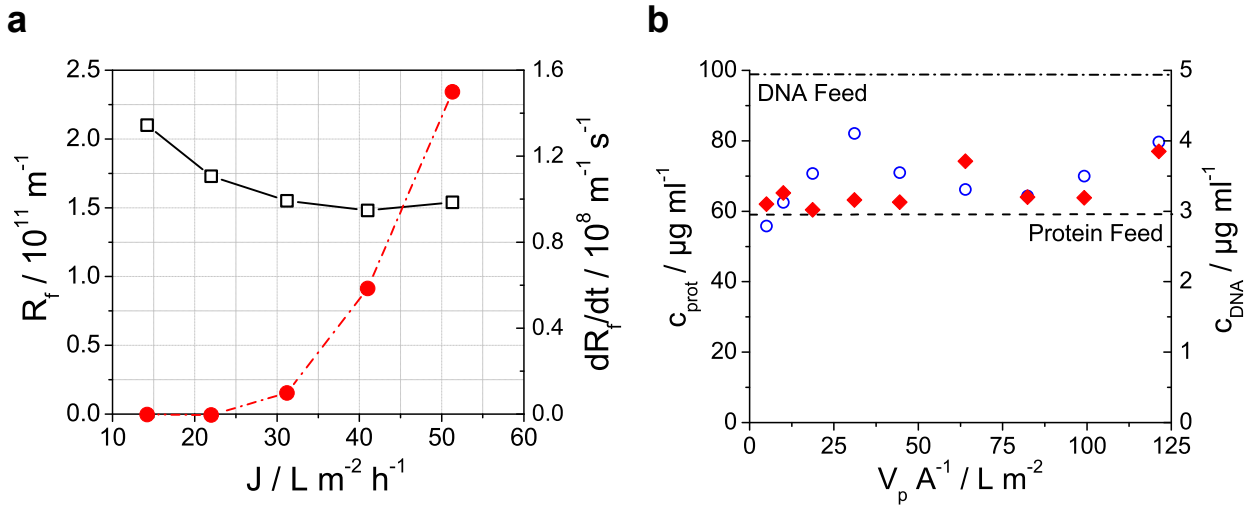 a
2.5
2.0
1.5
1.0
0.5
0.0
R_f / 10^11 m^-1
1.6
1.2
0.8
0.4
0.0
dR_f/dt / 10^8 m^-1 s^-1
10 20 30 40 50 60
J / L m^-2 h^-1
b
100
80
60
40
20
0
c_prot / µg ml^-1
DNA Feed
Protein Feed
5
4
3
2
1
0
c_DNA / µg ml^-1
0 25 50 75 100 125
V_p A^-1 / L m^-2